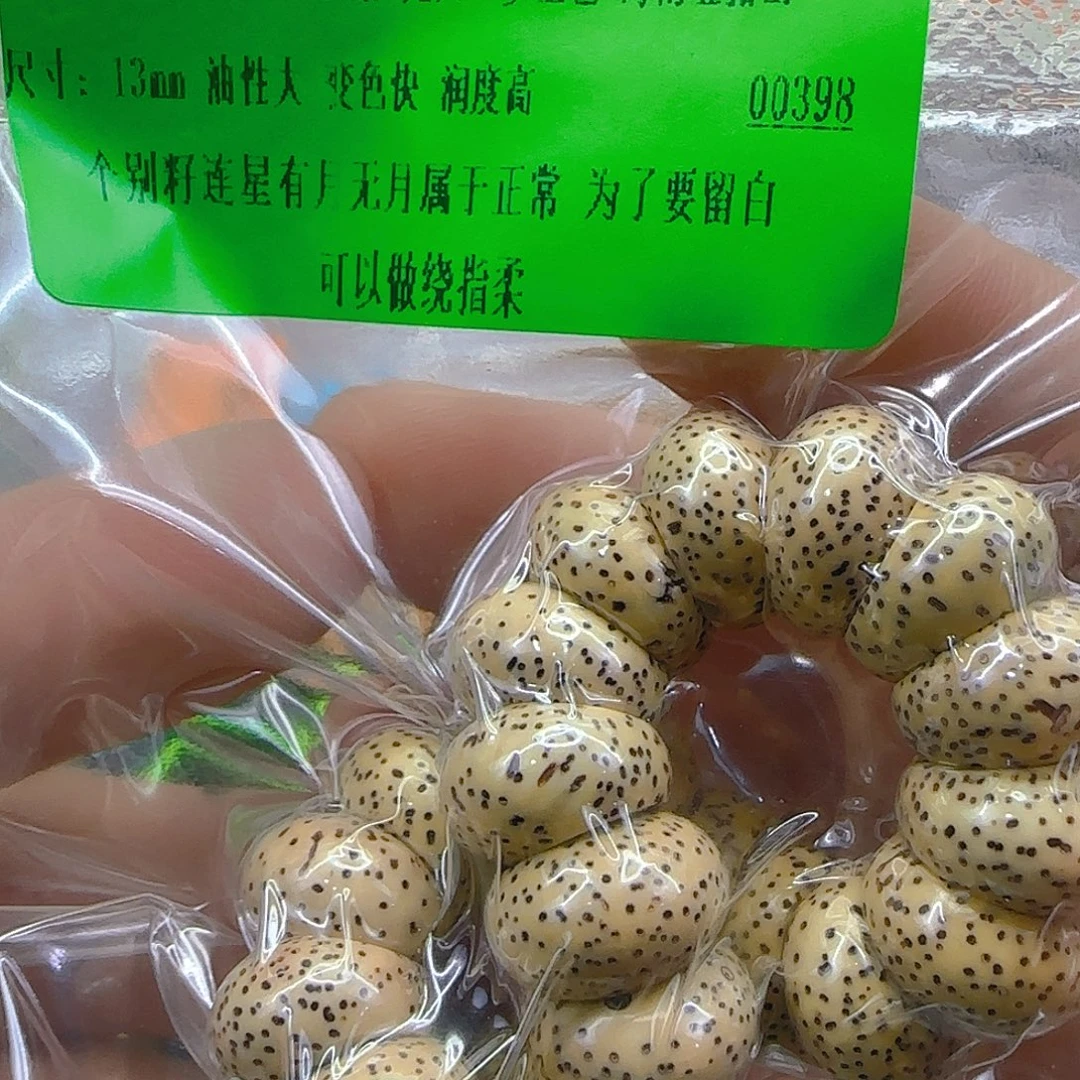 尺寸：13mm 油性大 变色快 润度高 00398
个别籽连星有月无月属于正常 为了要留白
可以做绕指柔